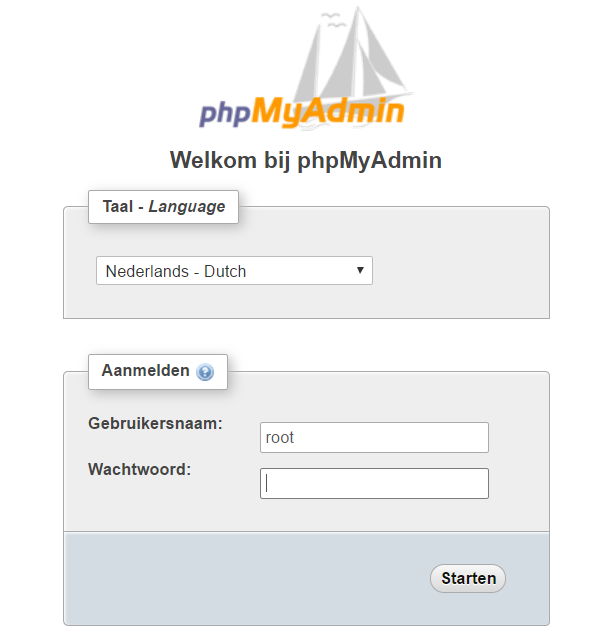 phpMyAdmin
Welkom bij phpMyAdmin
Taal - Language
Nederlands - Dutch
Aanmelden
Gebruikersnaam:
root
Wachtwoord:
Starten